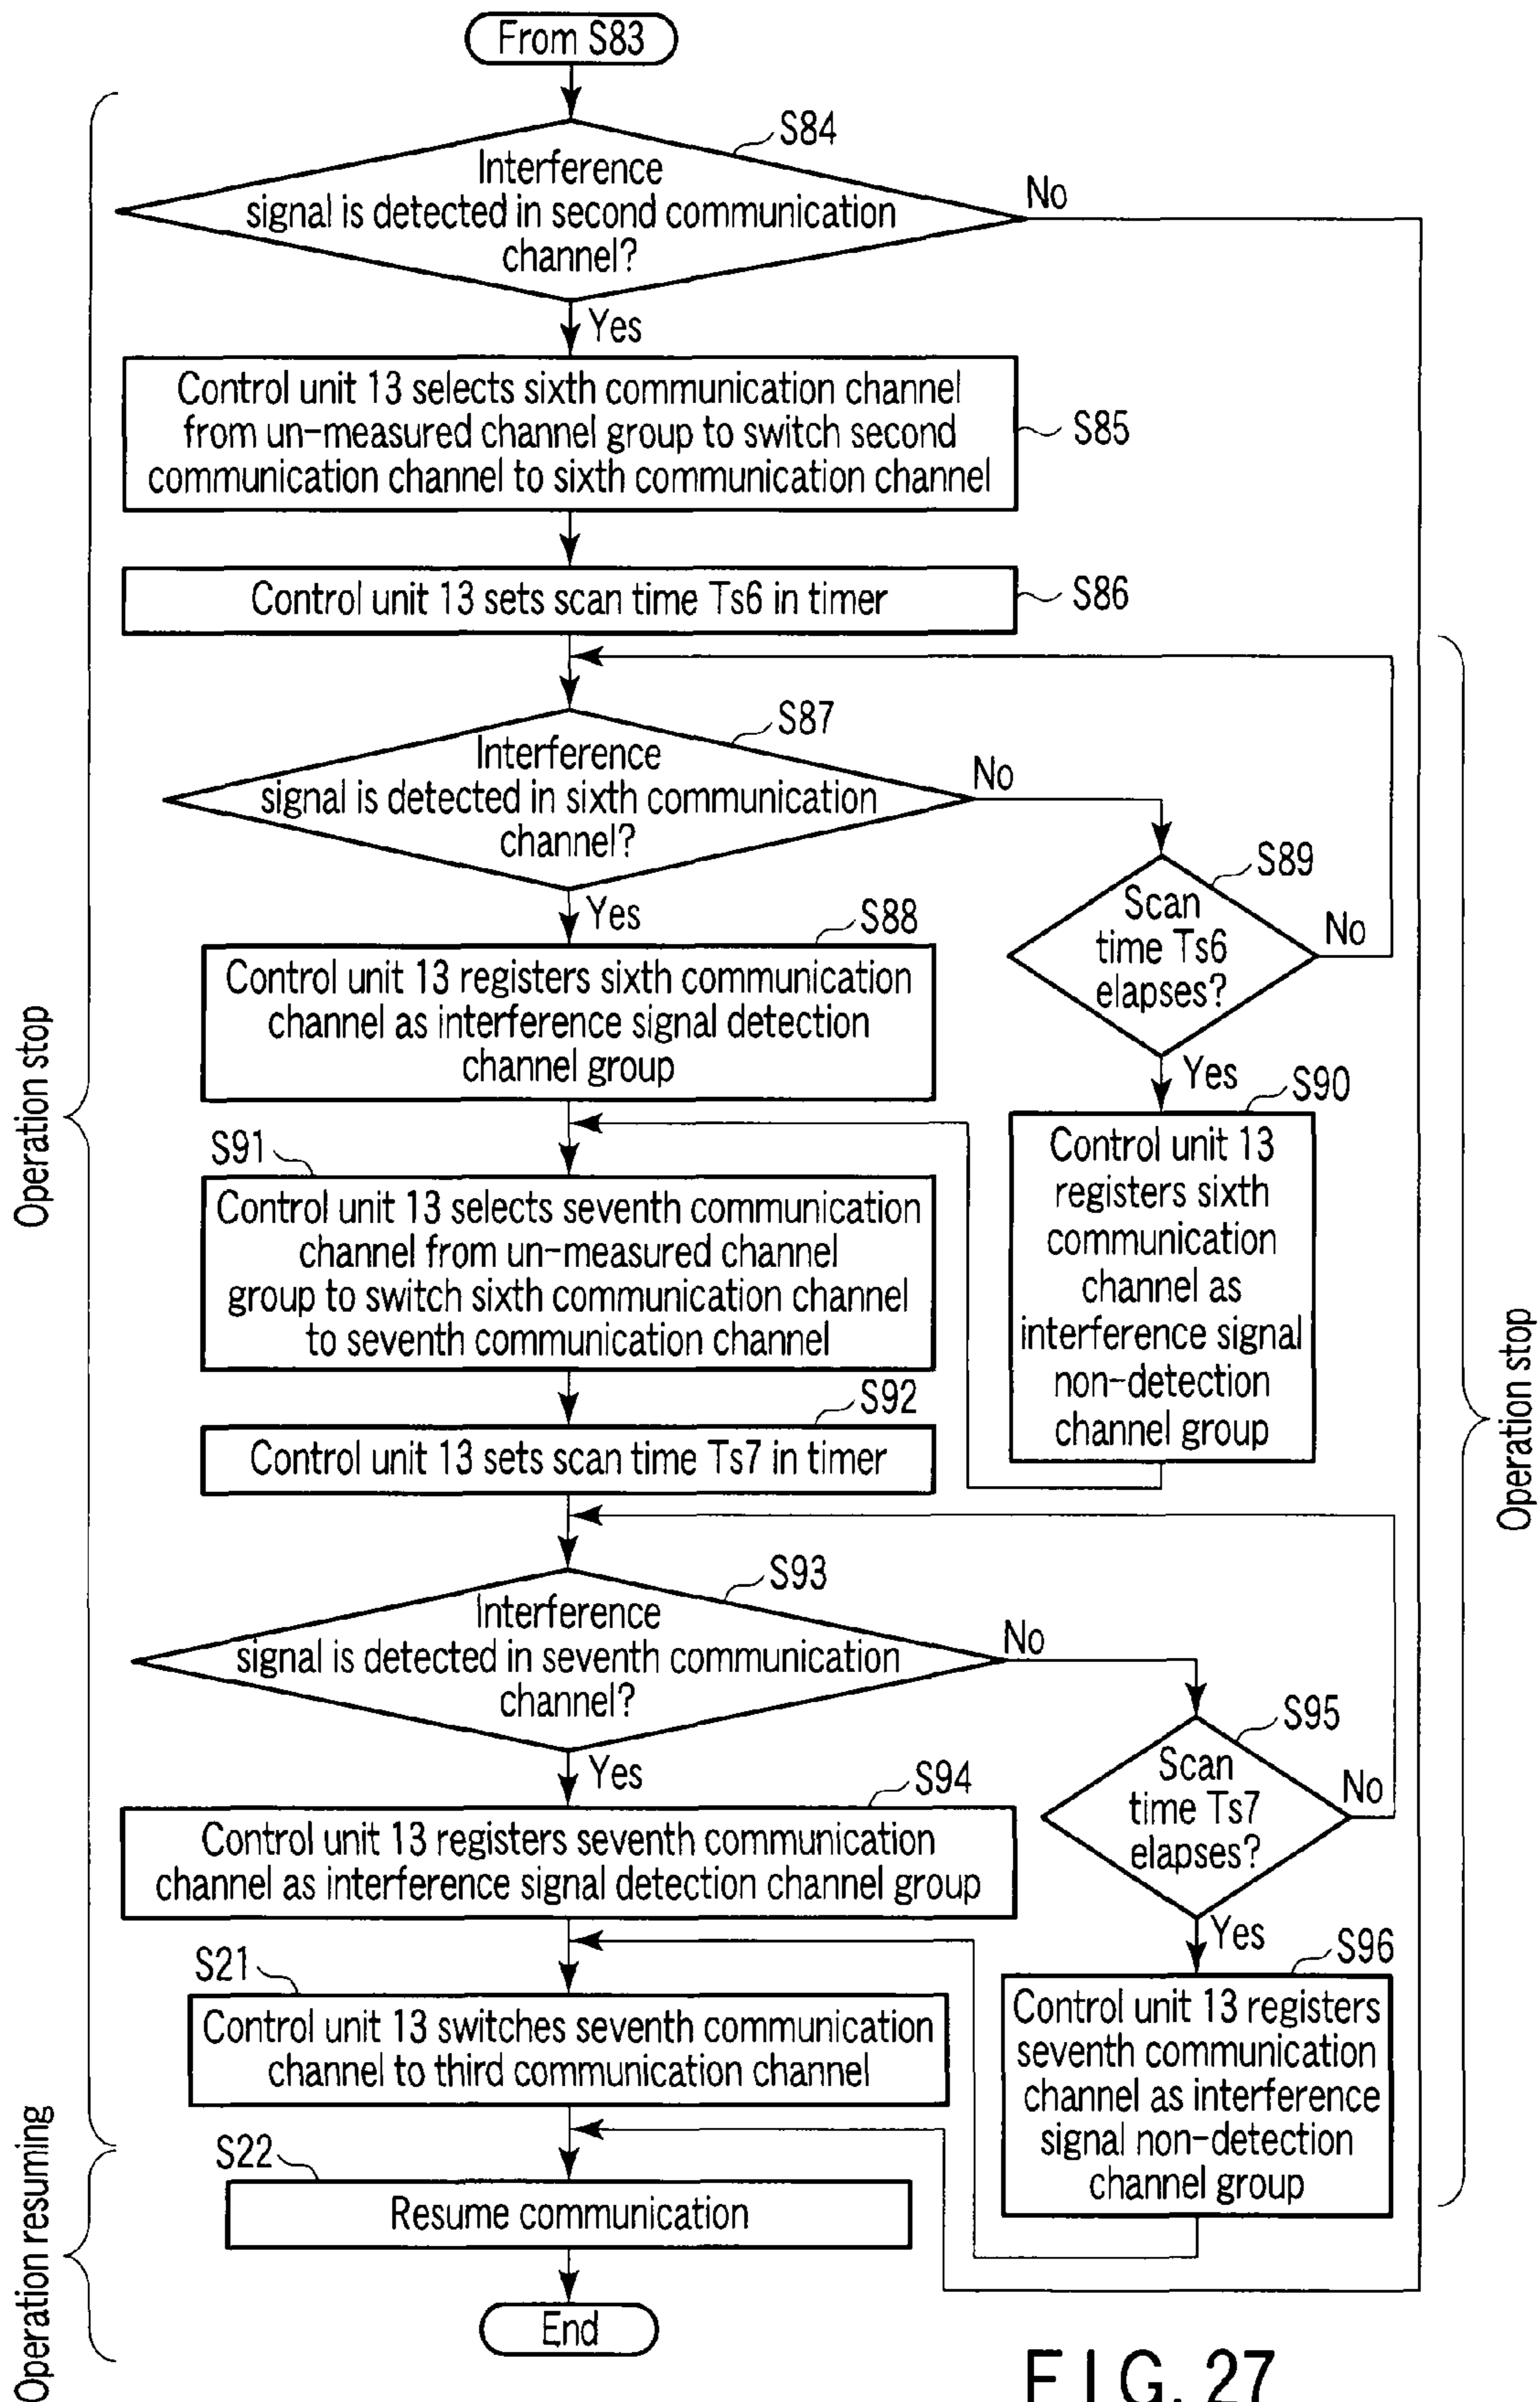 From S83
S84
Interference
signal is detected in second communication
channel?
No
Yes
Control unit 13 selects sixth communication channel
from un-measured channel group to switch second
communication channel to sixth communication channel
S85
Control unit 13 sets scan time Ts6 in timer
S86
S87
Interference
signal is detected in sixth communication
channel?
No
Yes
S89
Scan
time Ts6
elapses?
No
Yes
S88
Control unit 13 registers sixth communication
channel as interference signal detection
channel group
S90
Control unit 13
registers sixth
communication
channel as
interference signal
non-detection
channel group
S91
Control unit 13 selects seventh communication
channel from un-measured channel
group to switch sixth communication channel
to seventh communication channel
S92
Control unit 13 sets scan time Ts7 in timer
S93
Interference
signal is detected in seventh communication
channel?
No
Yes
S95
Scan
time Ts7
elapses?
No
Yes
S94
Control unit 13 registers seventh communication
channel as interference signal detection channel group
S96
Control unit 13 registers
seventh communication
channel as interference
signal non-detection
channel group
S21
Control unit 13 switches seventh communication
channel to third communication channel
S22
Resume communication
End
Operation stop
Operation resuming
Operation stop
FIG. 27